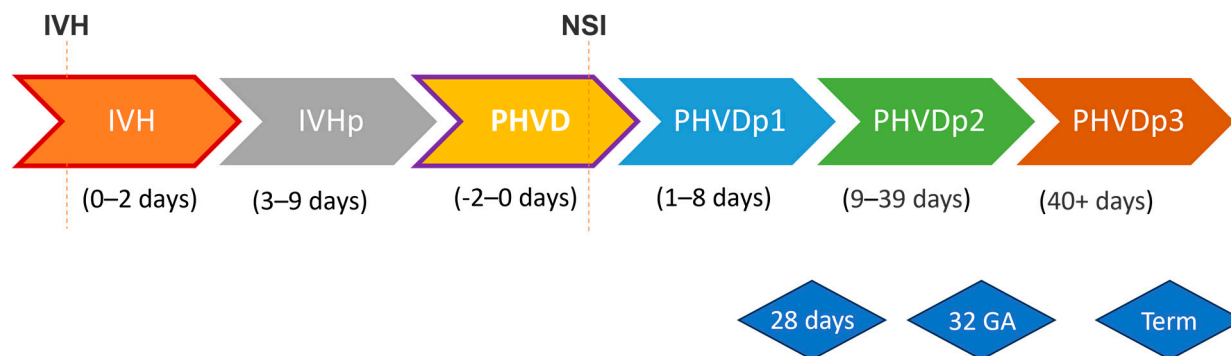 IVH NSI
IVH IVHp PHVD PHVDp1 PHVDp2 PHVDp3
(0–2 days) (3–9 days) (-2–0 days) (1–8 days) (9–39 days) (40+ days)
28 days 32 GA Term